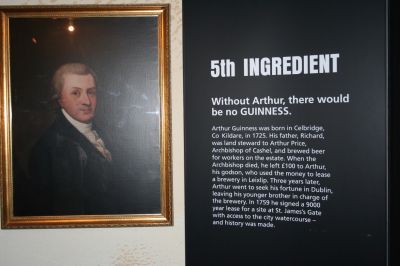 5th INGREDIENT
Without Arthur, there would
be no GUINNESS.
Arthur Guinness was born in Celbridge,
Co Kildare, in 1725. His father, Richard,
was land steward to Arthur Price,
Archbishop of Cashel, and brewed beer
for workers on the estate. When the
Archbishop died, he left £100 to Arthur,
his godson, who used the money to lease
a brewery in Leixlip. Three years later,
Arthur went to seek his fortune in Dublin,
leaving his younger brother in charge of
the brewery. In 1759 he signed a 9000
year lease for a site at St. James's Gate
with access to the city watercourse –
and history was made.